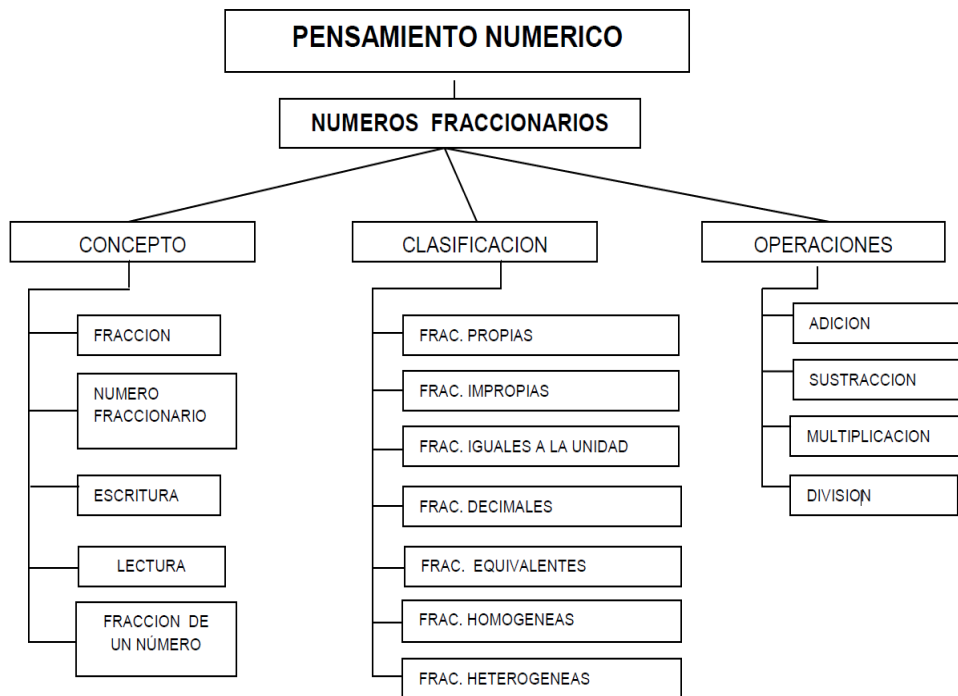 PENSAMIENTO NUMERICO
NUMEROS FRACCIONARIOS
CONCEPTO
FRACCION
NUMERO
FRACCIONARIO
ESCRITURA
LECTURA
FRACCION DE
UN NÚMERO
CLASIFICACION
FRAC. PROPIAS
FRAC. IMPROPIAS
FRAC. IGUALES A LA UNIDAD
FRAC. DECIMALES
FRAC. EQUIVALENTES
FRAC. HOMOGENEAS
FRAC. HETEROGENEAS
OPERACIONES
ADICION
SUSTRACCION
MULTIPLICACION
DIVISION